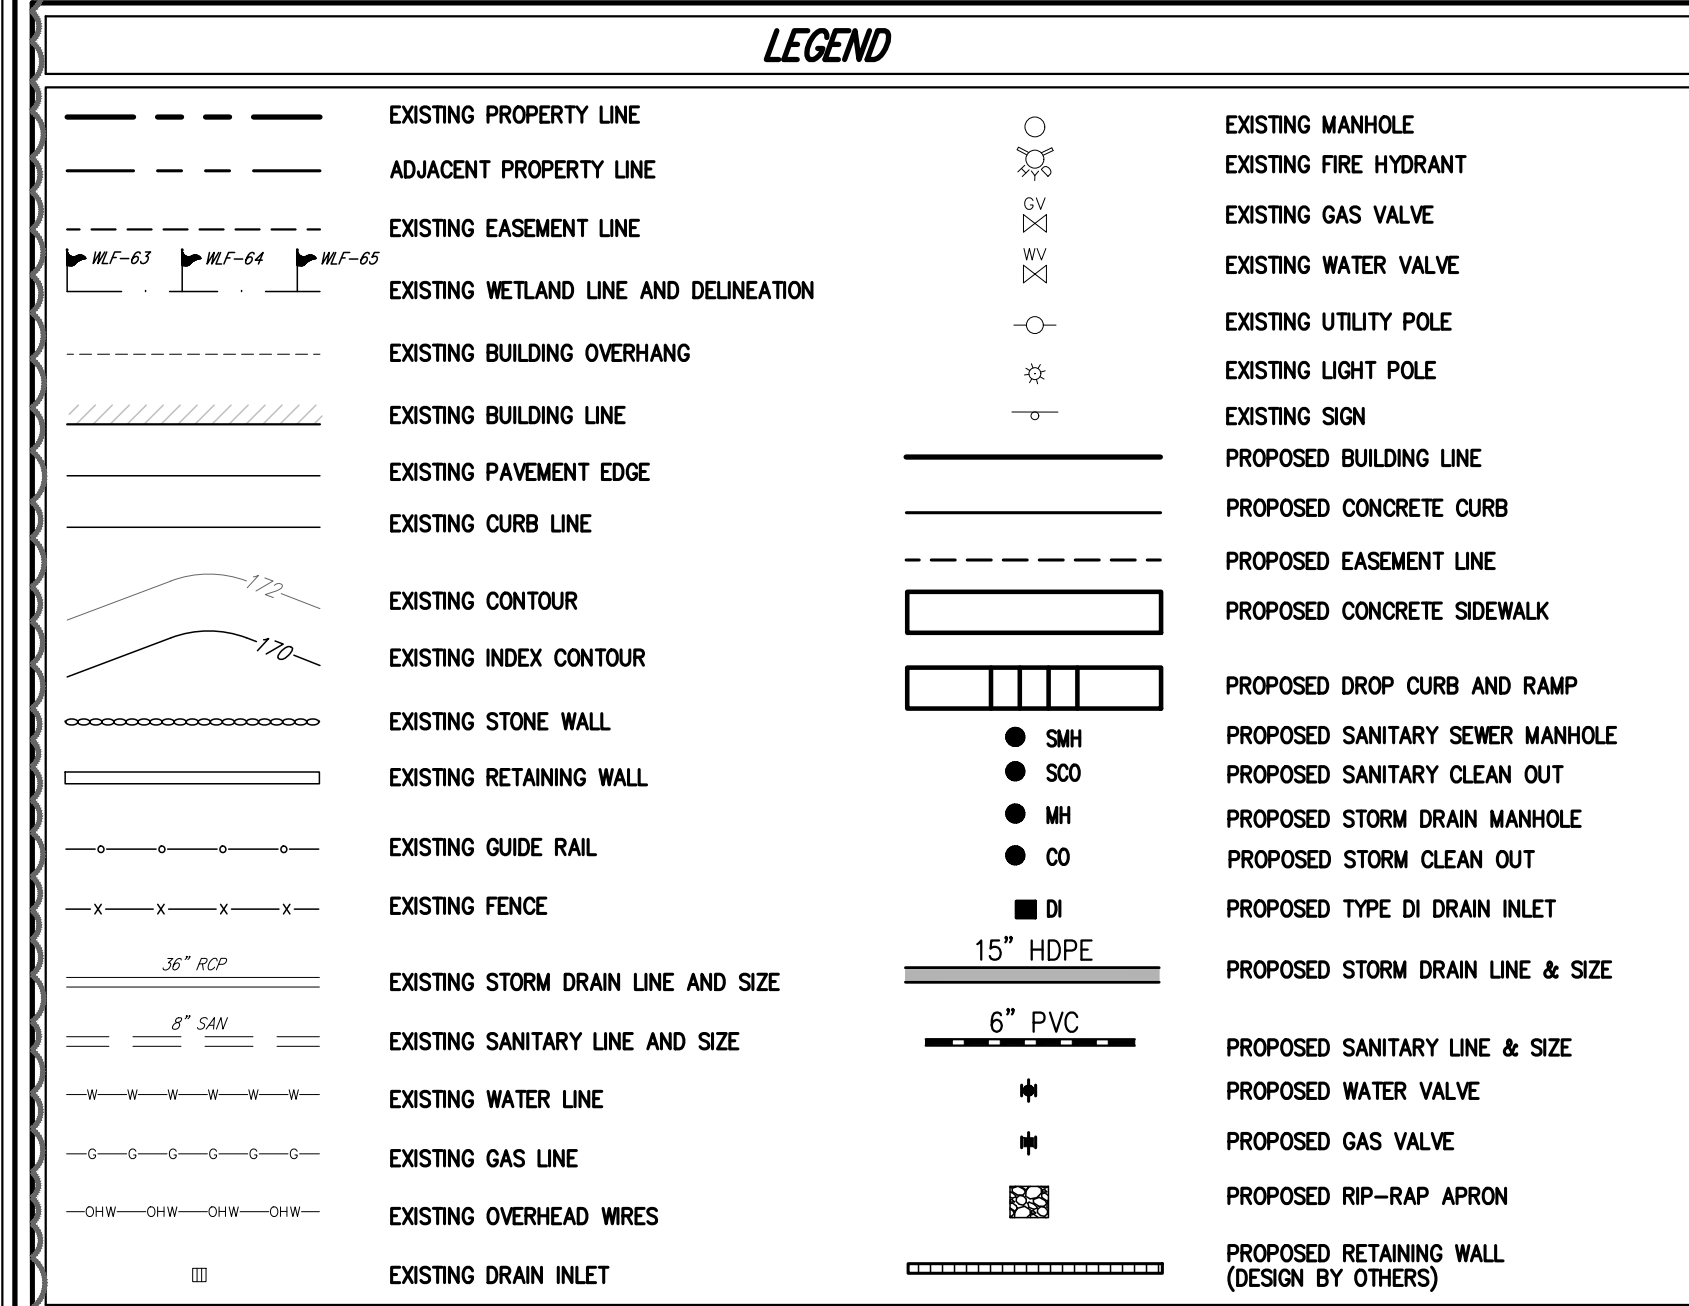 LEGEND
EXISTING PROPERTY LINE
ADJACENT PROPERTY LINE
EXISTING EASEMENT LINE
WLF-63 WLF-64 WLF-65
EXISTING WETLAND LINE AND DELINEATION
EXISTING BUILDING OVERHANG
EXISTING BUILDING LINE
EXISTING PAVEMENT EDGE
EXISTING CURB LINE
172
EXISTING CONTOUR
170
EXISTING INDEX CONTOUR
EXISTING STONE WALL
EXISTING RETAINING WALL
EXISTING GUIDE RAIL
X X X X
EXISTING FENCE
36" RCP
EXISTING STORM DRAIN LINE AND SIZE
8" SAN
EXISTING SANITARY LINE AND SIZE
W W W W W W
EXISTING WATER LINE
G G G G G G
EXISTING GAS LINE
OHW OHW OHW OHW
EXISTING OVERHEAD WIRES
EXISTING DRAIN INLET
EXISTING MANHOLE
HYD
EXISTING FIRE HYDRANT
GV
EXISTING GAS VALVE
WV
EXISTING WATER VALVE
EXISTING UTILITY POLE
EXISTING LIGHT POLE
EXISTING SIGN
PROPOSED BUILDING LINE
PROPOSED CONCRETE CURB
PROPOSED EASEMENT LINE
PROPOSED CONCRETE SIDEWALK
PROPOSED DROP CURB AND RAMP
SMH PROPOSED SANITARY SEWER MANHOLE
SCO PROPOSED SANITARY CLEAN OUT
MH PROPOSED STORM DRAIN MANHOLE
CO PROPOSED STORM CLEAN OUT
DI PROPOSED TYPE DI DRAIN INLET
15" HDPE
PROPOSED STORM DRAIN LINE & SIZE
6" PVC
PROPOSED SANITARY LINE & SIZE
PROPOSED WATER VALVE
PROPOSED GAS VALVE
PROPOSED RIP-RAP APRON
PROPOSED RETAINING WALL
(DESIGN BY OTHERS)